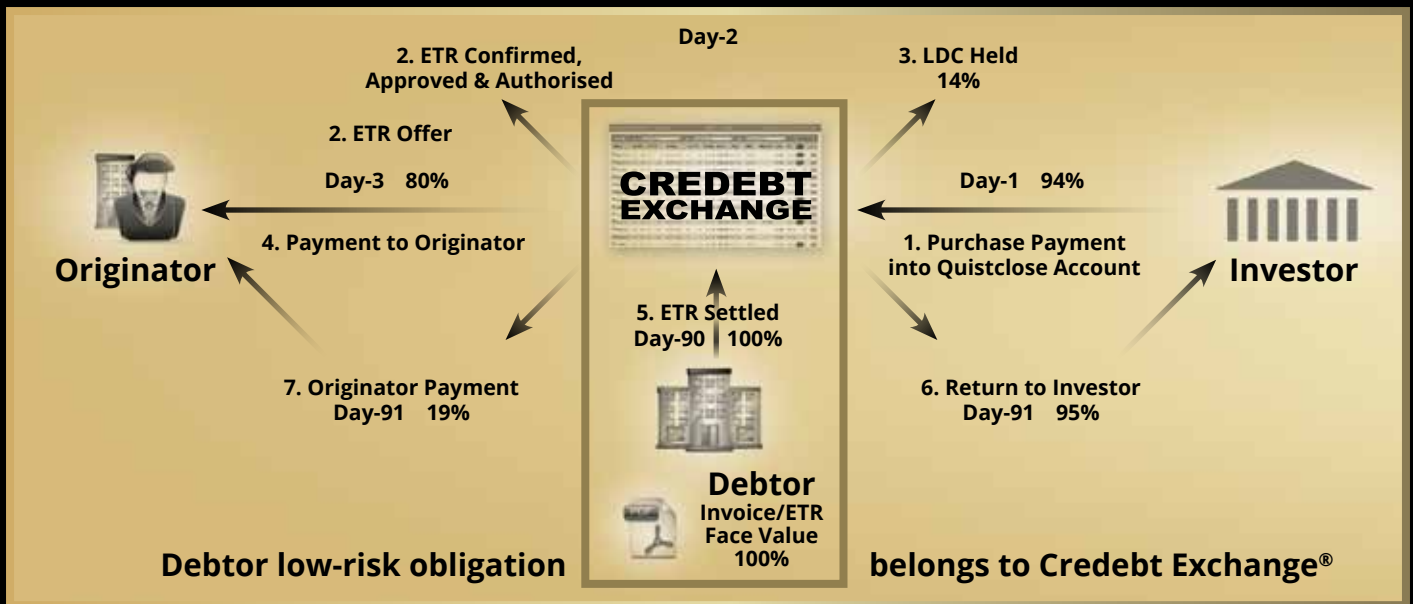 Day-2
2. ETR Confirmed,
Approved & Authorised
3. LDC Held
14%
2. ETR Offer
Day-3 80%
4. Payment to Originator
Originator
CREDEBT
EXCHANGE
Day-1 94%
1. Purchase Payment
into Quistclose Account
Investor
5. ETR Settled
Day-90 100%
7. Originator Payment
Day-91 19%
6. Return to Investor
Day-91 95%
Debtor
Invoice/ETR
Face Value
100%
Debtor low-risk obligation
belongs to Credebt Exchange®